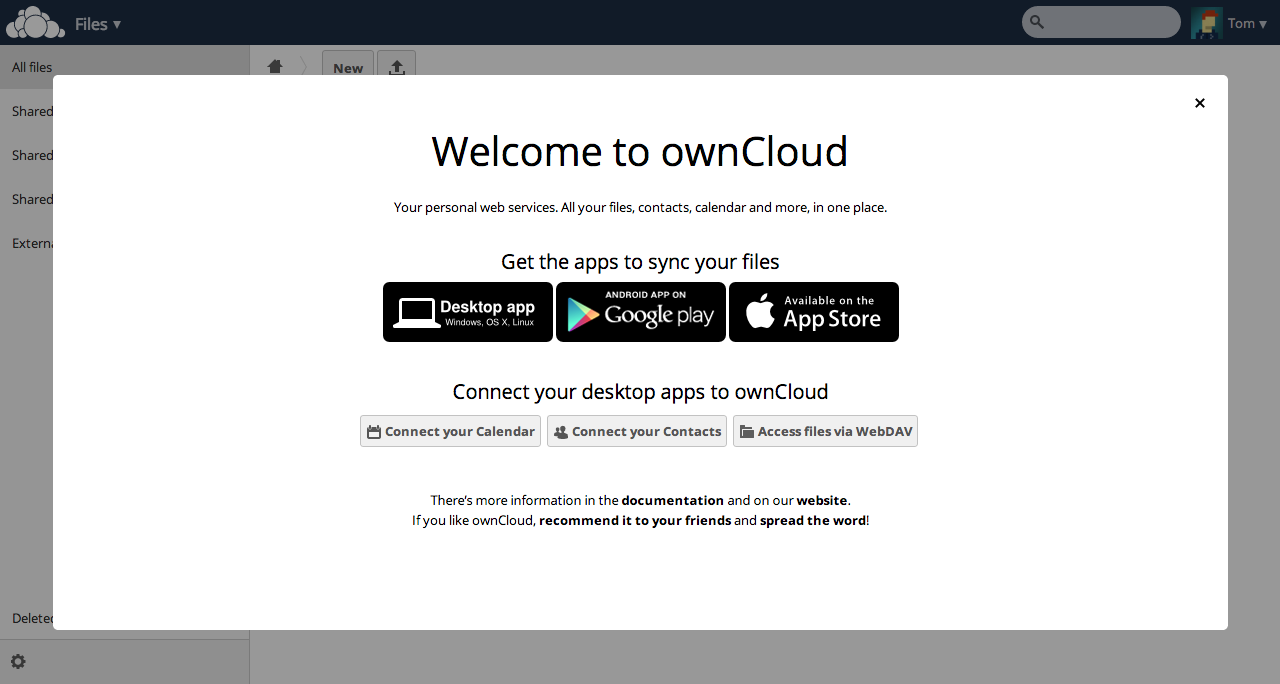 Files ▾
Tom ▾
All files
New
Shared
Shared
Shared
Welcome to ownCloud
Your personal web services. All your files, contacts, calendar and more, in one place.
Get the apps to sync your files
Desktop app
Windows, OS X, Linux
ANDROID APP ON
Google play
Available on the
App Store
Connect your desktop apps to ownCloud
Connect your Calendar
Connect your Contacts
Access files via WebDAV
There's more information in the documentation and on our website.
If you like ownCloud, recommend it to your friends and spread the word!